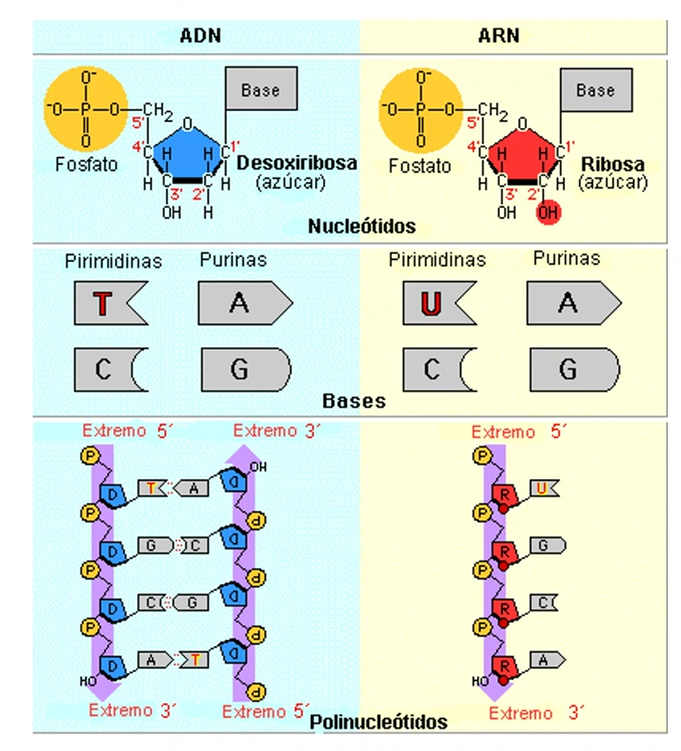 ADN ARN
O⁻ O⁻
⁻O P O CH₂ Base ⁻O P O CH₂ Base
O 5′ O O 5′ O
4′ C H H C 1′ 4′ C H H C 1′
Fosfato Desoxiribosa Fostato Ribosa
(azúcar) (azúcar)
H C C H H C C H
3′ 2′ 3′ 2′
OH H OH OH
Nucleótidos
Pirimidinas Purinas Pirimidinas Purinas
T A U A
C G C G
Bases
Extremo 5´ Extremo 3´ Extremo 5´
P OH P
D T A D R U
P P P
D G C D R G
P P P
D C G D R C
P P P
D A T D R A
HO P HO
Extremo 3´ Extremo 5´ Extremo 3´
Polinucleótidos